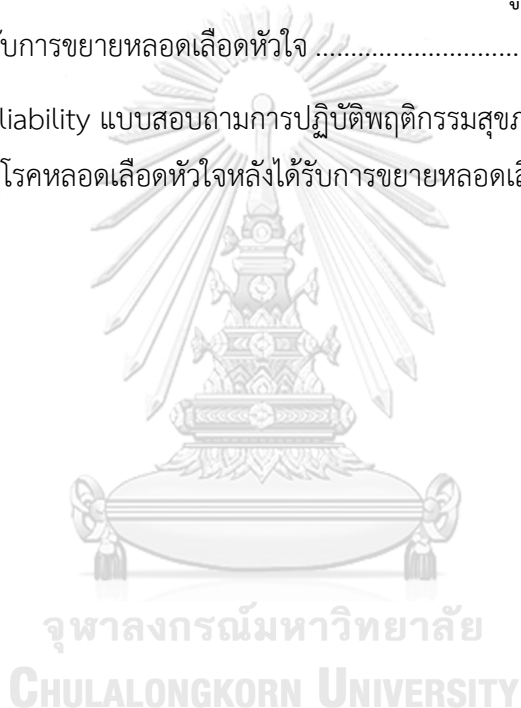 ับการขยายหลอดเลือดหัวใจ ..............................
liability แบบสอบถามการปฏิบัติพฤติกรรมสุขภ
โรคหลอดเลือดหัวใจหลังได้รับการขยายหลอดเลื
จุฬาลงกรณ์มหาวิทยาลัย
CHULALONGKORN UNIVERSITY